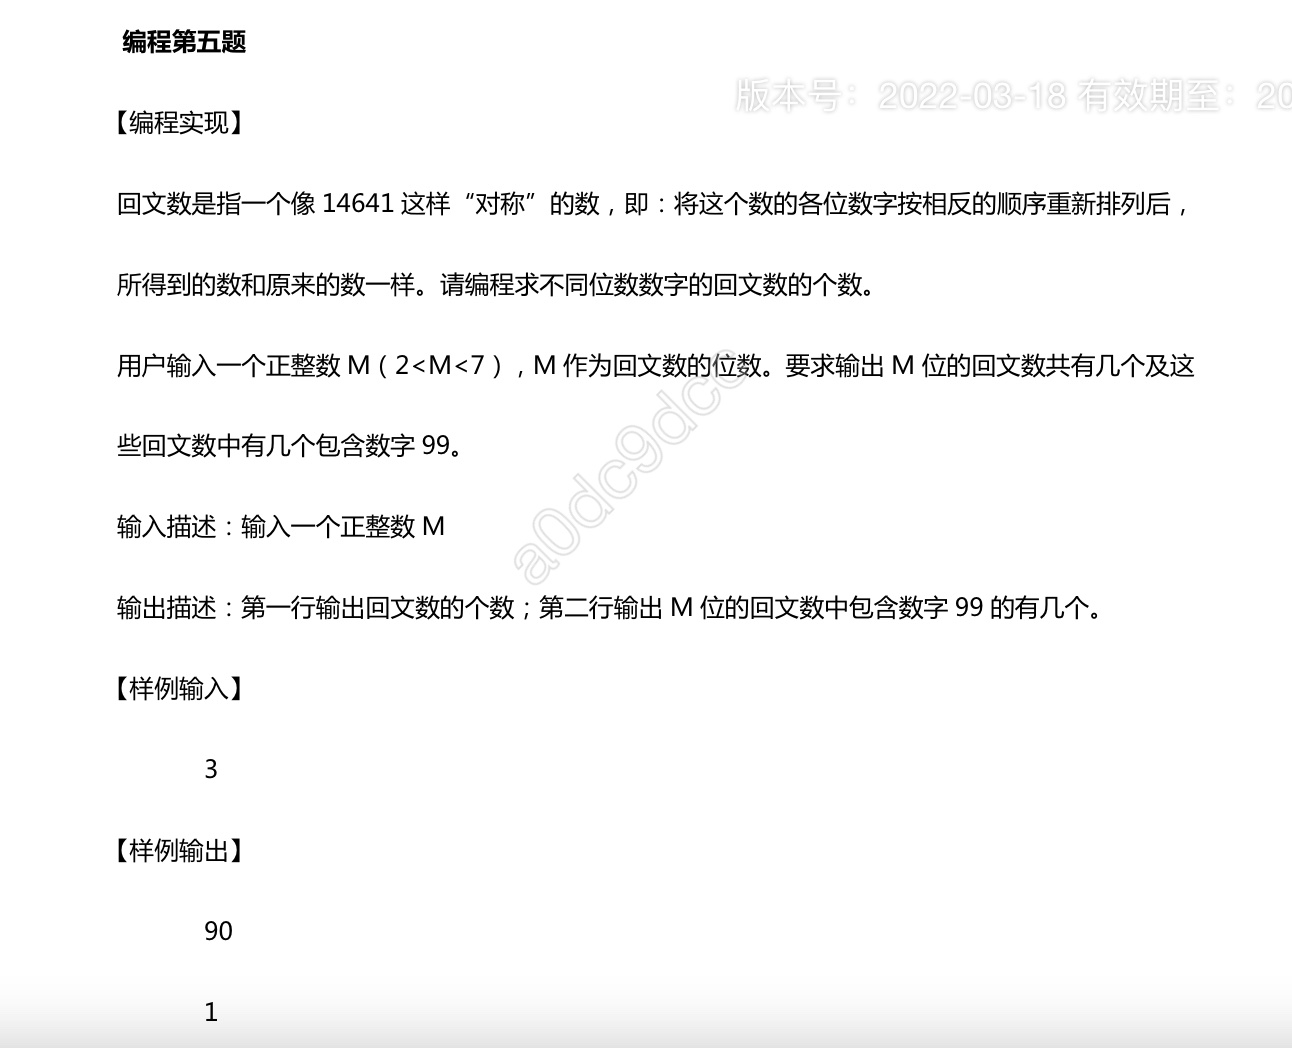 编程第五题
版本号：2022-03-18 有效期至：20
【编程实现】
回文数是指一个像 14641 这样“对称”的数，即：将这个数的各位数字按相反的顺序重新排列后，
所得到的数和原来的数一样。请编程求不同位数数字的回文数的个数。
用户输入一个正整数 M（2<M<7），M 作为回文数的位数。要求输出 M 位的回文数共有几个及这
些回文数中有几个包含数字 99。
a0dc9dcc
输入描述：输入一个正整数 M
输出描述：第一行输出回文数的个数；第二行输出 M 位的回文数中包含数字 99 的有几个。
【样例输入】
3
【样例输出】
90
1